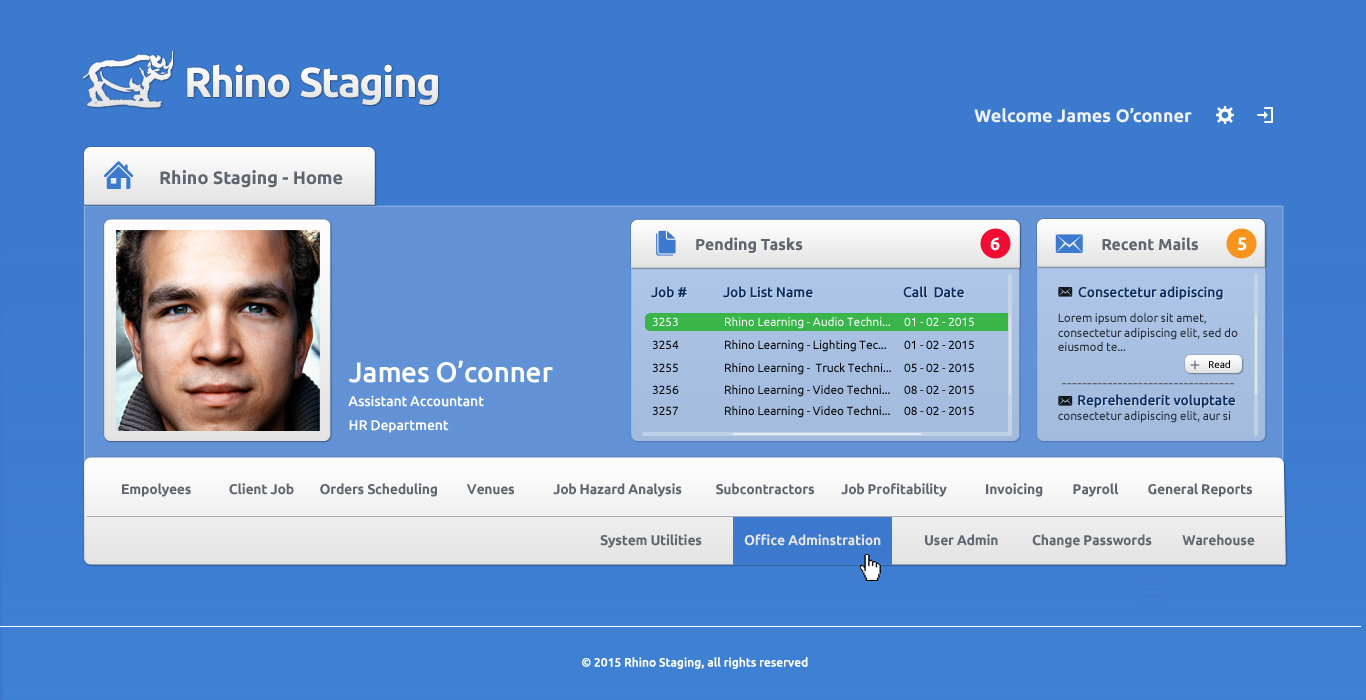 Rhino Staging
Welcome James O’conner
Rhino Staging - Home
James O’conner
Assistant Accountant
HR Department
Pending Tasks 6
Job # Job List Name Call Date
3253 Rhino Learning - Audio Techni... 01 - 02 - 2015
3254 Rhino Learning - Lighting Tec... 01 - 02 - 2015
3255 Rhino Learning - Truck Techni... 05 - 02 - 2015
3256 Rhino Learning - Video Techni... 08 - 02 - 2015
3257 Rhino Learning - Video Techni... 08 - 02 - 2015
Recent Mails 5
Consectetur adipiscing
Lorem ipsum dolor sit amet,
consectetur adipiscing elit, sed do
eiusmod te...
+ Read
Reprehenderit voluptate
consectetur adipiscing elit, aur si
Empolyees Client Job Orders Scheduling Venues Job Hazard Analysis Subcontractors Job Profitability Invoicing Payroll General Reports
System Utilities Office Adminstration User Admin Change Passwords Warehouse
© 2015 Rhino Staging, all rights reserved